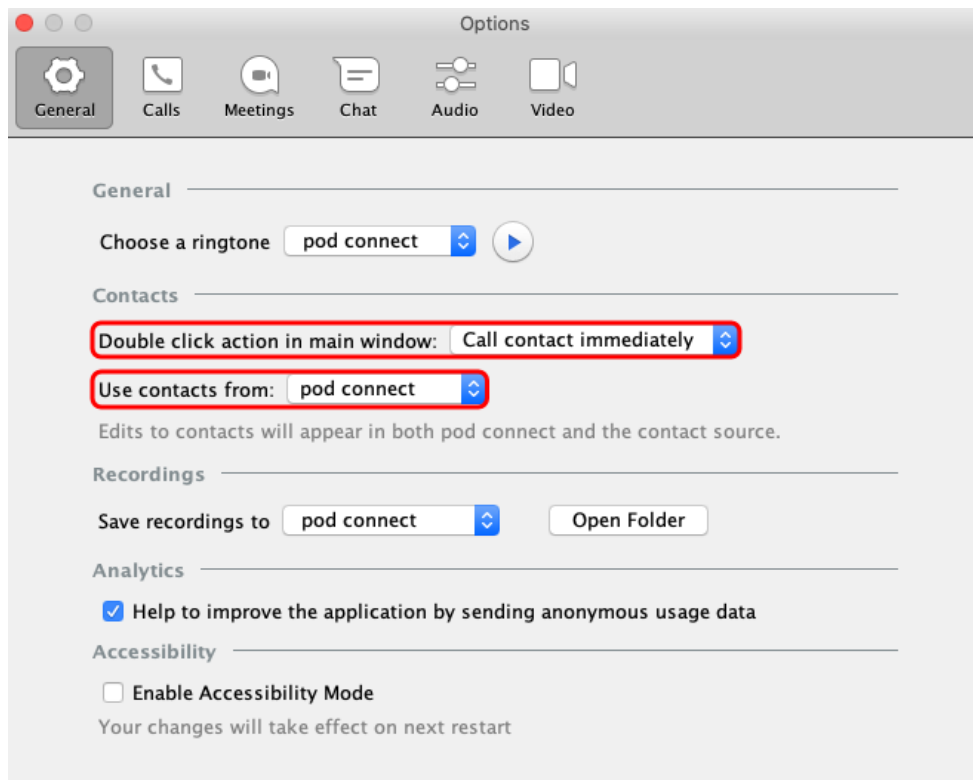 Options
General Calls Meetings Chat Audio Video
General
Choose a ringtone pod connect
Contacts
Double click action in main window: Call contact immediately
Use contacts from: pod connect
Edits to contacts will appear in both pod connect and the contact source.
Recordings
Save recordings to pod connect Open Folder
Analytics
Help to improve the application by sending anonymous usage data
Accessibility
Enable Accessibility Mode
Your changes will take effect on next restart